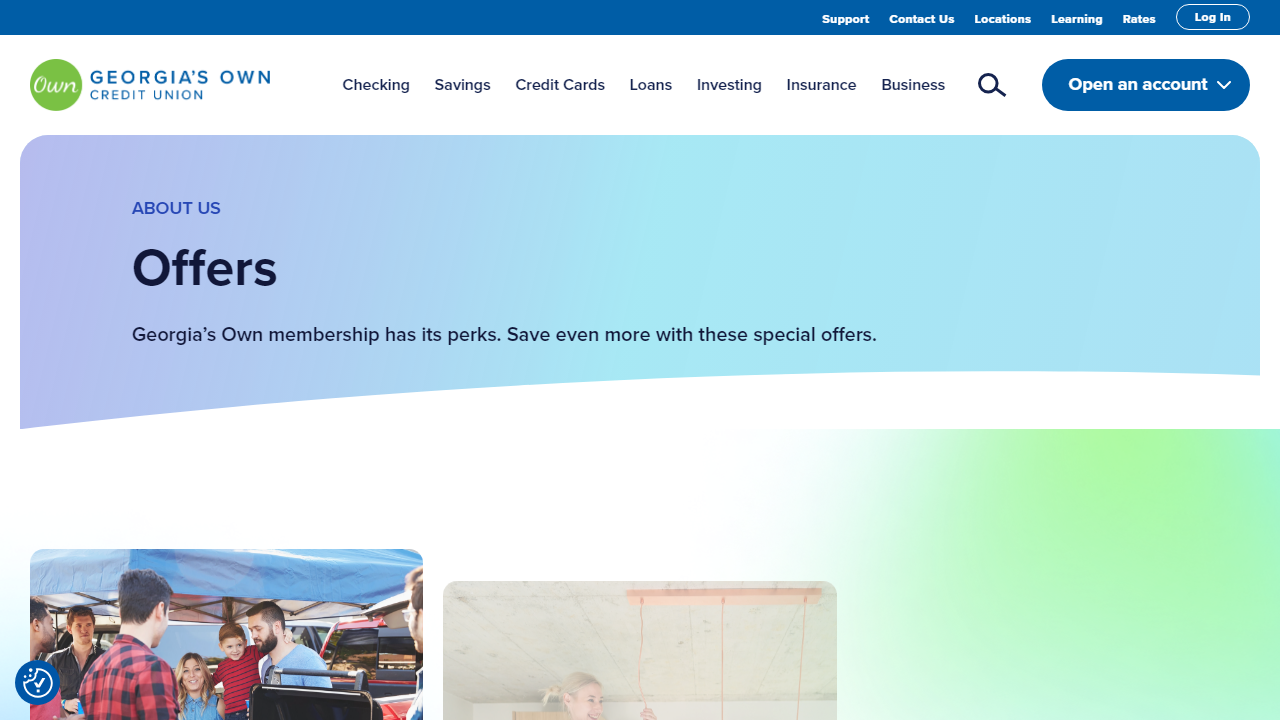 Support Contact Us Locations Learning Rates Log In
Own GEORGIA'S OWN
CREDIT UNION
Checking Savings Credit Cards Loans Investing Insurance Business Open an account
ABOUT US
Offers
Georgia’s Own membership has its perks. Save even more with these special offers.